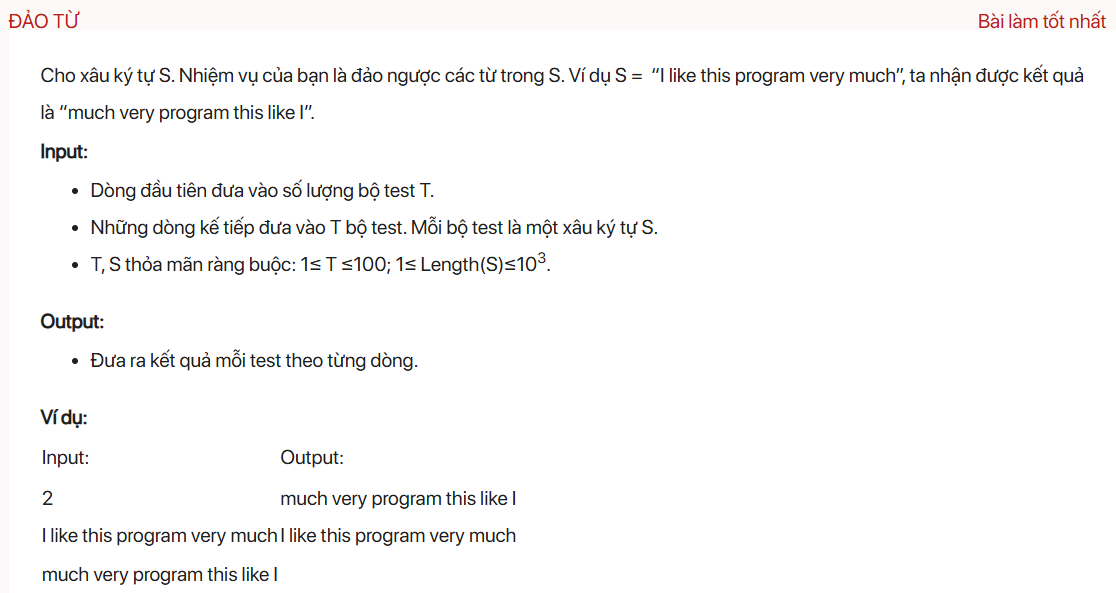 ĐẢO TỪ
Bài làm tốt nhất
Cho xâu ký tự S. Nhiệm vụ của bạn là đảo ngược các từ trong S. Ví dụ S = “I like this program very much”, ta nhận được kết quả
là “much very program this like I”.
Input:
• Dòng đầu tiên đưa vào số lượng bộ test T.
• Những dòng kế tiếp đưa vào T bộ test. Mỗi bộ test là một xâu ký tự S.
• T, S thỏa mãn ràng buộc: 1≤ T ≤100; 1≤ Length(S)≤10³.
Output:
• Đưa ra kết quả mỗi test theo từng dòng.
Ví dụ:
Input:
2
I like this program very much
much very program this like I
Output:
much very program this like I
I like this program very much